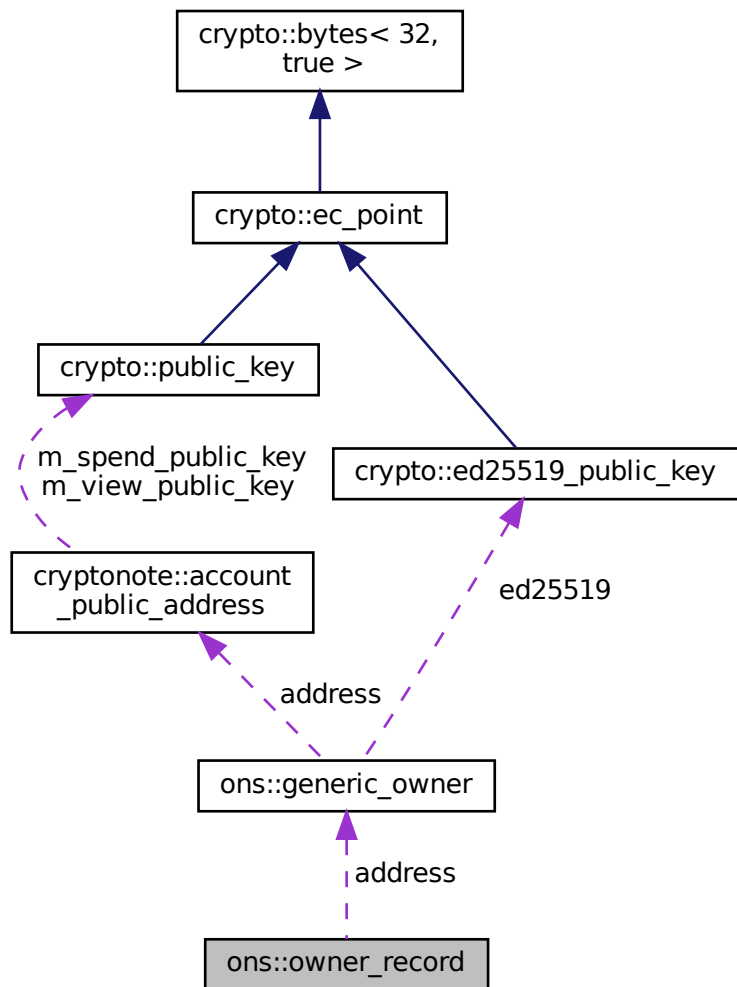 crypto::bytes< 32,
true >
crypto::ec_point
crypto::public_key
m_spend_public_key
m_view_public_key
crypto::ed25519_public_key
cryptonote::account
_public_address
ed25519
address
ons::generic_owner
address
ons::owner_record